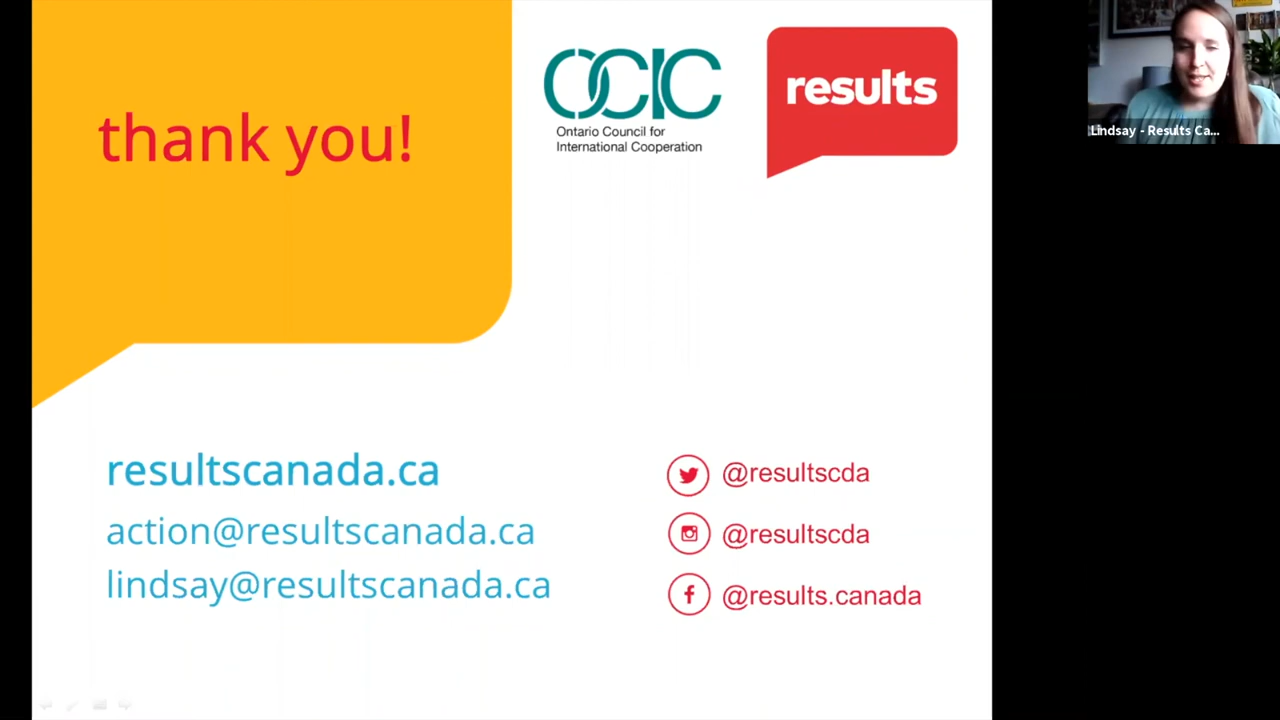 thank you!
OCIC
Ontario Council for
International Cooperation
results
Lindsay - Results Ca...
resultscanada.ca
action@resultscanada.ca
lindsay@resultscanada.ca
@resultscda
@resultscda
@results.canada